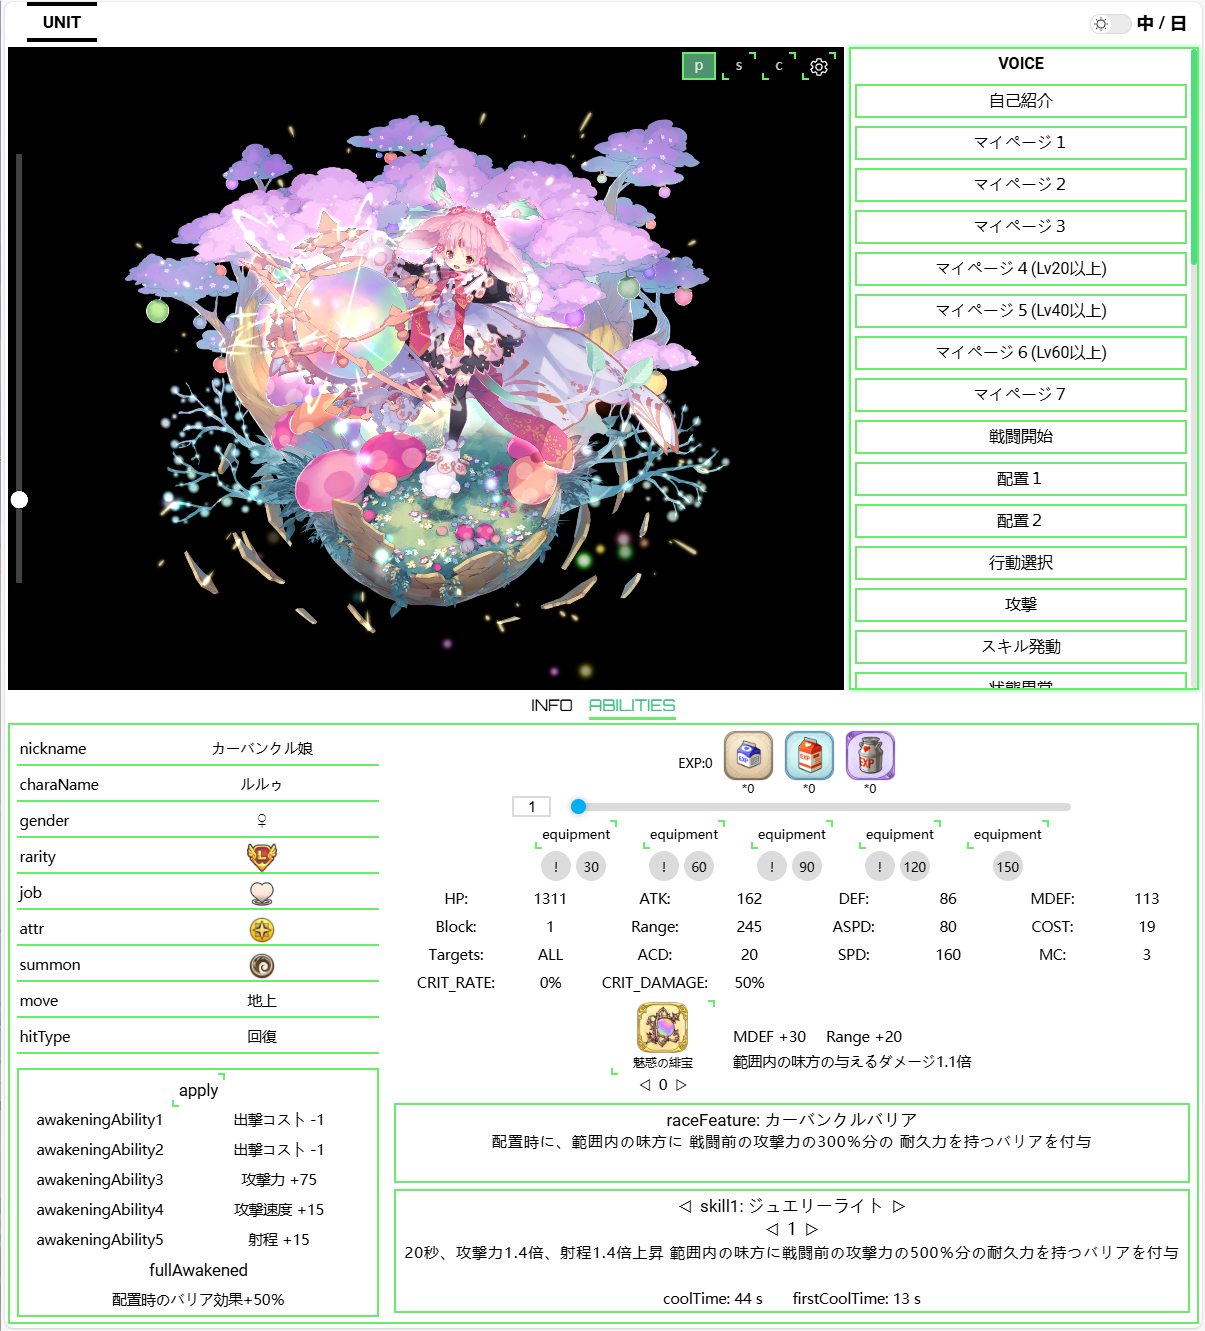 UNIT
中 / 日
p
s
c
VOICE
自己紹介
マイページ１
マイページ２
マイページ３
マイページ４(Lv20以上)
マイページ５(Lv40以上)
マイページ６(Lv60以上)
マイページ７
戦闘開始
配置１
配置２
行動選択
攻撃
スキル発動
状態異常
INFO ABILITIES
nickname カーバンクル娘
charaName ルルゥ
gender ♀
rarity L
job
attr
summon
move 地上
hitType 回復
apply
awakeningAbility1 出撃コスト -1
awakeningAbility2 出撃コスト -1
awakeningAbility3 攻撃力 +75
awakeningAbility4 攻撃速度 +15
awakeningAbility5 射程 +15
fullAwakened
配置時のバリア効果+50%
EXP:0
EXP
EXP
*0 *0 *0
1
equipment equipment equipment equipment equipment
! 30 ! 60 ! 90 ! 120 150
HP: 1311 ATK: 162 DEF: 86 MDEF: 113
Block: 1 Range: 245 ASPD: 80 COST: 19
Targets: ALL ACD: 20 SPD: 160 MC: 3
CRIT_RATE: 0% CRIT_DAMAGE: 50%
魅惑の緋宝
◁ 0 ▷
MDEF +30 Range +20
範囲内の味方の与えるダメージ1.1倍
raceFeature: カーバンクルバリア
配置時に、範囲内の味方に 戦闘前の攻撃力の300%分の 耐久力を持つバリアを付与
◁ skill1: ジュエリーライト ▷
◁ 1 ▷
20秒、攻撃力1.4倍、射程1.4倍上昇 範囲内の味方に戦闘前の攻撃力の500%分の耐久力を持つバリアを付与
coolTime: 44 s firstCoolTime: 13 s